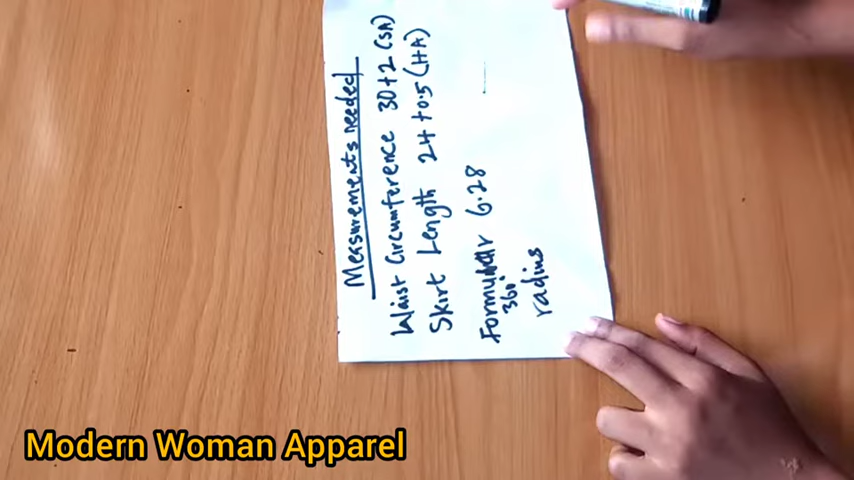 Measurements needed
Waist Circumference 30+2 (SA)
Skirt Length 24 + 0.5 (HA)
6.28
360°
radius
Modern Woman Apparel